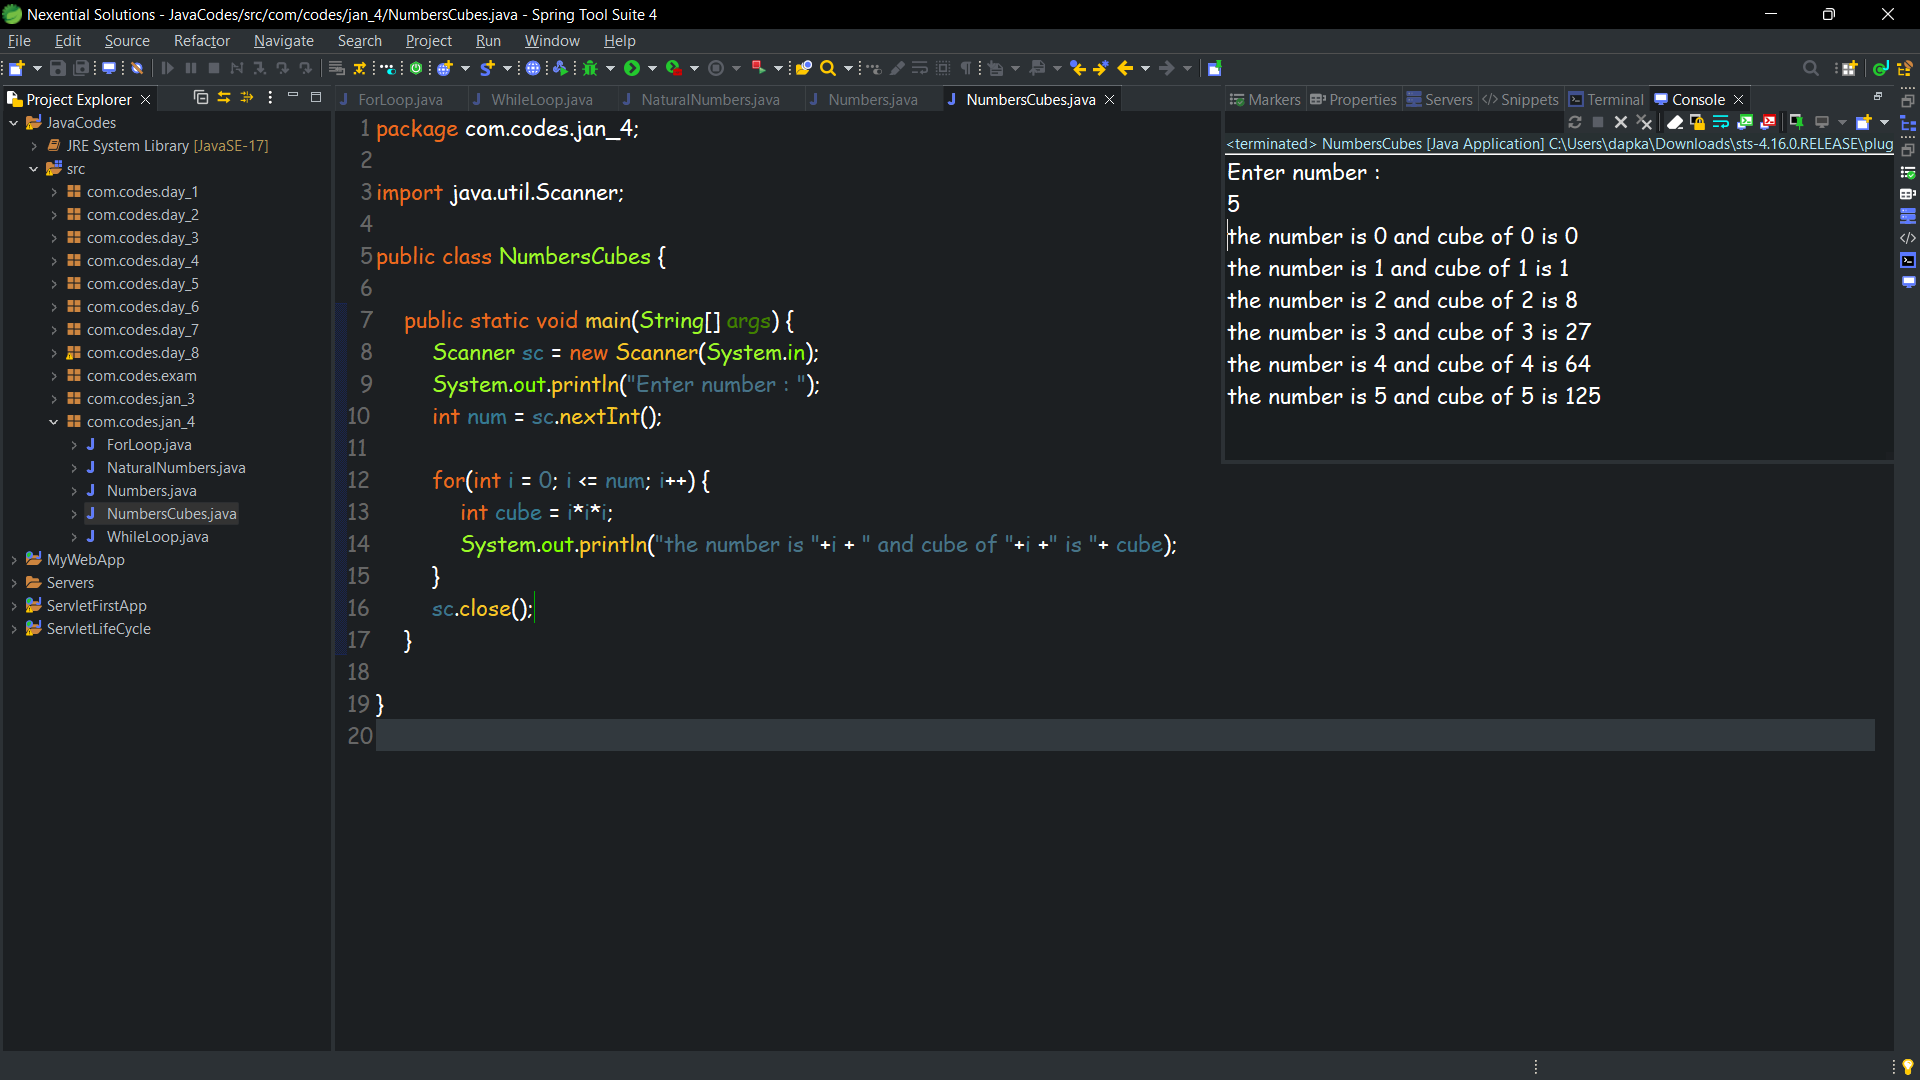 Nexential Solutions - JavaCodes/src/com/codes/jan_4/NumbersCubes.java - Spring Tool Suite 4
File Edit Source Refactor Navigate Search Project Run Window Help
Project Explorer
JavaCodes
JRE System Library [JavaSE-17]
src
com.codes.day_1
com.codes.day_2
com.codes.day_3
com.codes.day_4
com.codes.day_5
com.codes.day_6
com.codes.day_7
com.codes.day_8
com.codes.exam
com.codes.jan_3
com.codes.jan_4
ForLoop.java
NaturalNumbers.java
Numbers.java
NumbersCubes.java
WhileLoop.java
MyWebApp
Servers
ServletFirstApp
ServletLifeCycle
ForLoop.java WhileLoop.java NaturalNumbers.java Numbers.java NumbersCubes.java
1 package com.codes.jan_4;
2
3 import java.util.Scanner;
4
5 public class NumbersCubes {
6
7 public static void main(String[] args) {
8 Scanner sc = new Scanner(System.in);
9 System.out.println("Enter number : ");
10 int num = sc.nextInt();
11
12 for(int i = 0; i <= num; i++) {
13 int cube = i*i*i;
14 System.out.println("the number is "+i + " and cube of "+i +" is "+ cube);
15 }
16 sc.close();
17 }
18
19 }
20
Markers Properties Servers Snippets Terminal Console
<terminated> NumbersCubes [Java Application] C:\Users\dapka\Downloads\sts-4.16.0.RELEASE\plug
Enter number :
5
the number is 0 and cube of 0 is 0
the number is 1 and cube of 1 is 1
the number is 2 and cube of 2 is 8
the number is 3 and cube of 3 is 27
the number is 4 and cube of 4 is 64
the number is 5 and cube of 5 is 125